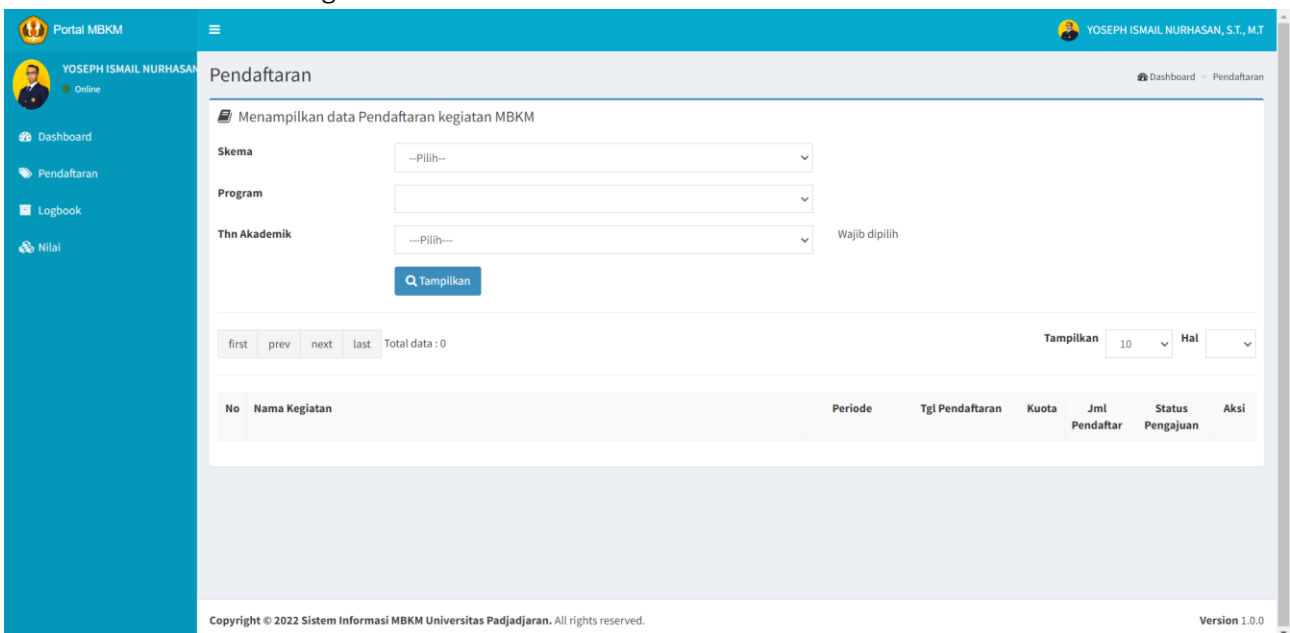 Portal MBKM
YOSEPH ISMAIL NURHASAN, S.T., M.T
YOSEPH ISMAIL NURHASAN
Online
Dashboard
Pendaftaran
Logbook
Nilai
Pendaftaran
Dashboard > Pendaftaran
Menampilkan data Pendaftaran kegiatan MBKM
Skema --Pilih--
Program
Thn Akademik ---Pilih--- Wajib dipilih
Tampilkan
first prev next last Total data : 0 Tampilkan 10 Hal
No Nama Kegiatan Periode Tgl Pendaftaran Kuota Jml Pendaftar Status Pengajuan Aksi
Copyright © 2022 Sistem Informasi MBKM Universitas Padjadjaran. All rights reserved. Version 1.0.0